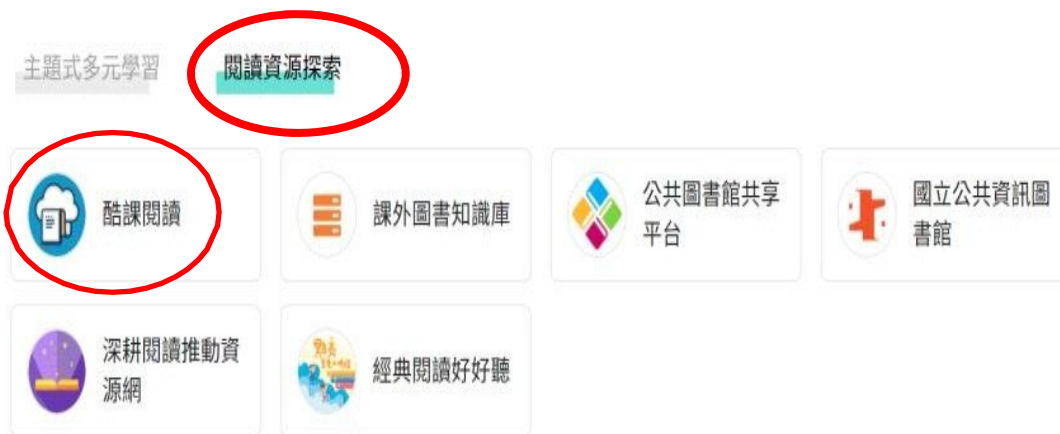 主題式多元學習
閱讀資源探索
酷課閱讀
課外圖書知識庫
公共圖書館共享
平台
國立公共資訊圖
書館
深耕閱讀推動資
源網
經典閱讀好好聽